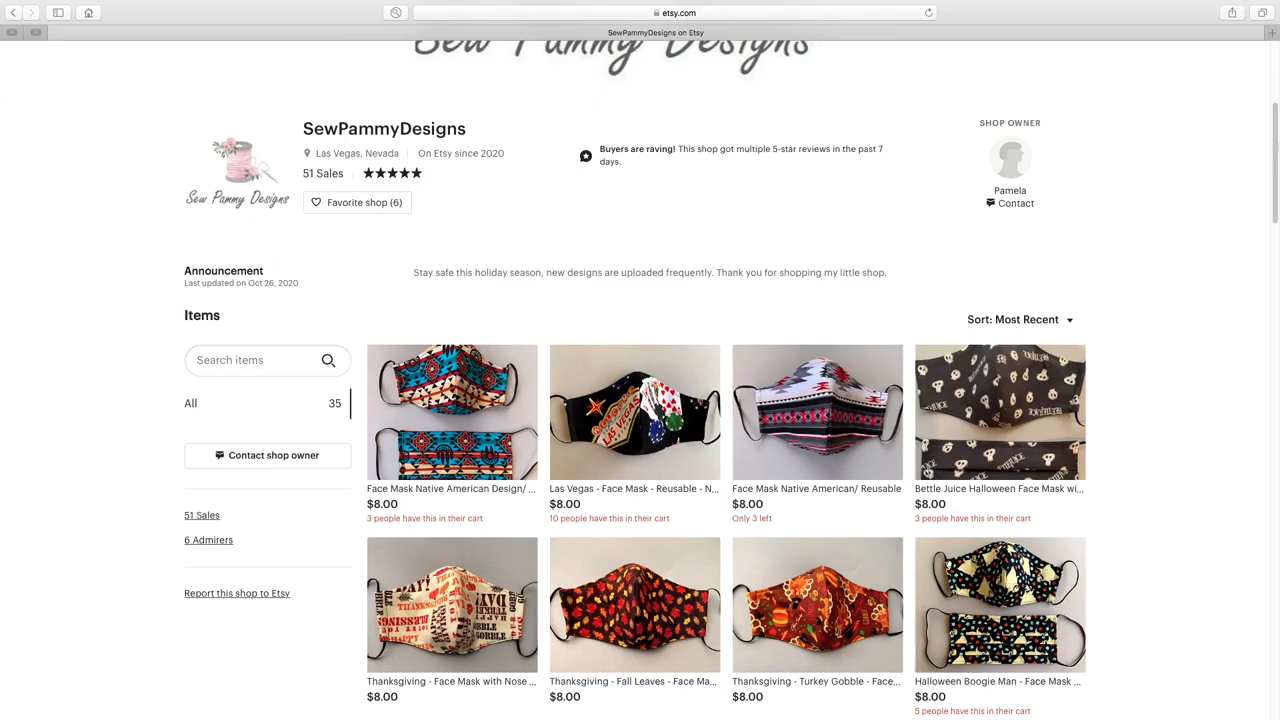 etsy.com
SewPammyDesigns on Etsy
Sew Pammy Designs
SewPammyDesigns
Las Vegas, Nevada
On Etsy since 2020
51 Sales
Favorite shop (6)
Buyers are raving! This shop got multiple 5-star reviews in the past 7
days.
SHOP OWNER
Pamela
Contact
Sew Pammy Designs
Announcement
Last updated on Oct 26, 2020
Stay safe this holiday season, new designs are uploaded frequently. Thank you for shopping my little shop.
Items
Sort: Most Recent
Search items
All 35
Contact shop owner
51 Sales
6 Admirers
Report this shop to Etsy
Face Mask Native American Design/ ...
$8.00
3 people have this in their cart
Las Vegas - Face Mask - Reusable - N...
$8.00
10 people have this in their cart
Face Mask Native American/ Reusable
$8.00
Only 3 left
Bettle Juice Halloween Face Mask wi...
$8.00
3 people have this in their cart
Thanksgiving - Face Mask with Nose ...
$8.00
Thanksgiving - Fall Leaves - Face Ma...
$8.00
Thanksgiving - Turkey Gobble - Face...
$8.00
Halloween Boogie Man - Face Mask ...
$8.00
5 people have this in their cart